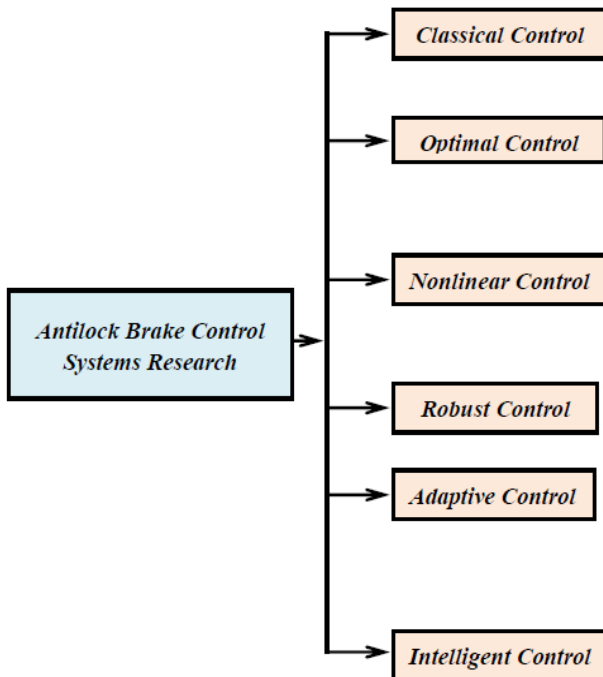 Classical Control
Optimal Control
Nonlinear Control
Antilock Brake Control
Systems Research
Robust Control
Adaptive Control
Intelligent Control